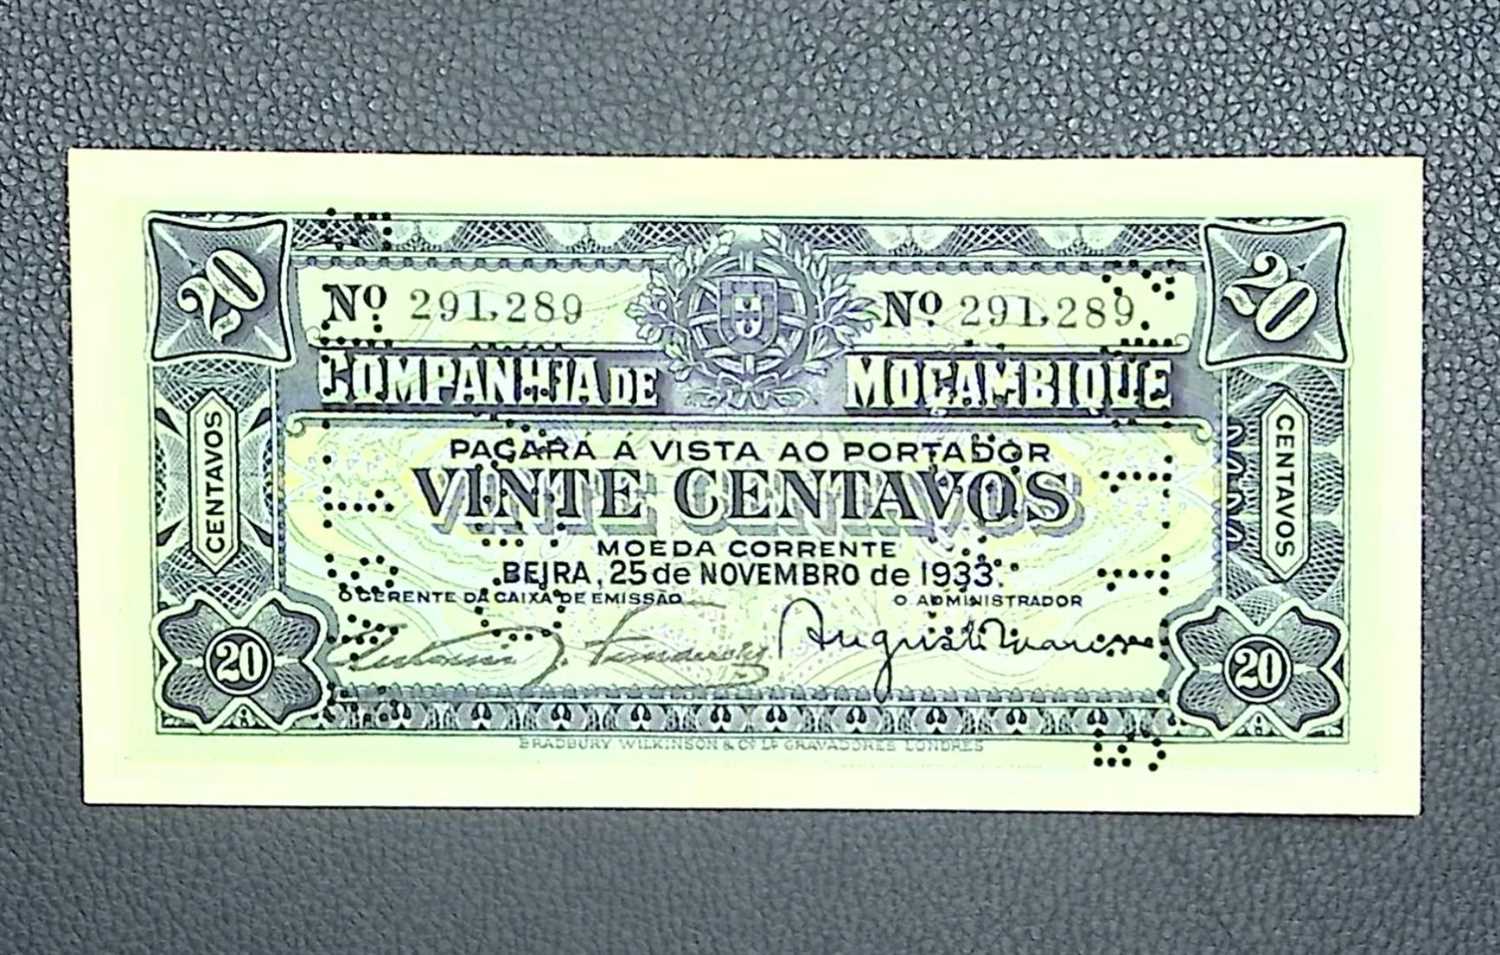 20 20
Nº 291,289 Nº 291,289
COMPANHIA DE MOÇAMBIQUE
PAGARÁ Á VISTA AO PORTADOR
VINTE CENTAVOS
CENTAVOS CENTAVOS
MOEDA CORRENTE
BEIRA, 25 de NOVEMBRO de 1933.
O GERENTE DA CAIXA DE EMISSÃO O ADMINISTRADOR
20 20
BRADBURY WILKINSON & Cº Lᴰ GRAVADORES LONDRES